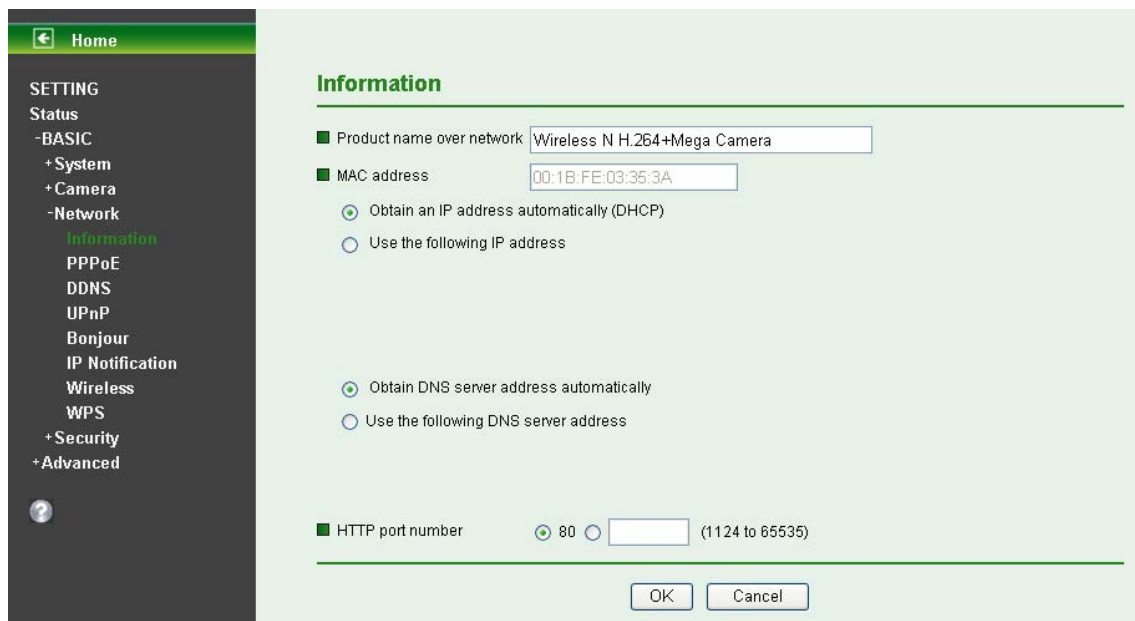 Home
SETTING
Status
-BASIC
+System
+Camera
-Network
Information
PPPoE
DDNS
UPnP
Bonjour
IP Notification
Wireless
WPS
+Security
+Advanced
?
Information
Product name over network Wireless N H.264+Mega Camera
MAC address 00:1B:FE:03:35:3A
Obtain an IP address automatically (DHCP)
Use the following IP address
Obtain DNS server address automatically
Use the following DNS server address
HTTP port number 80 (1124 to 65535)
OK Cancel